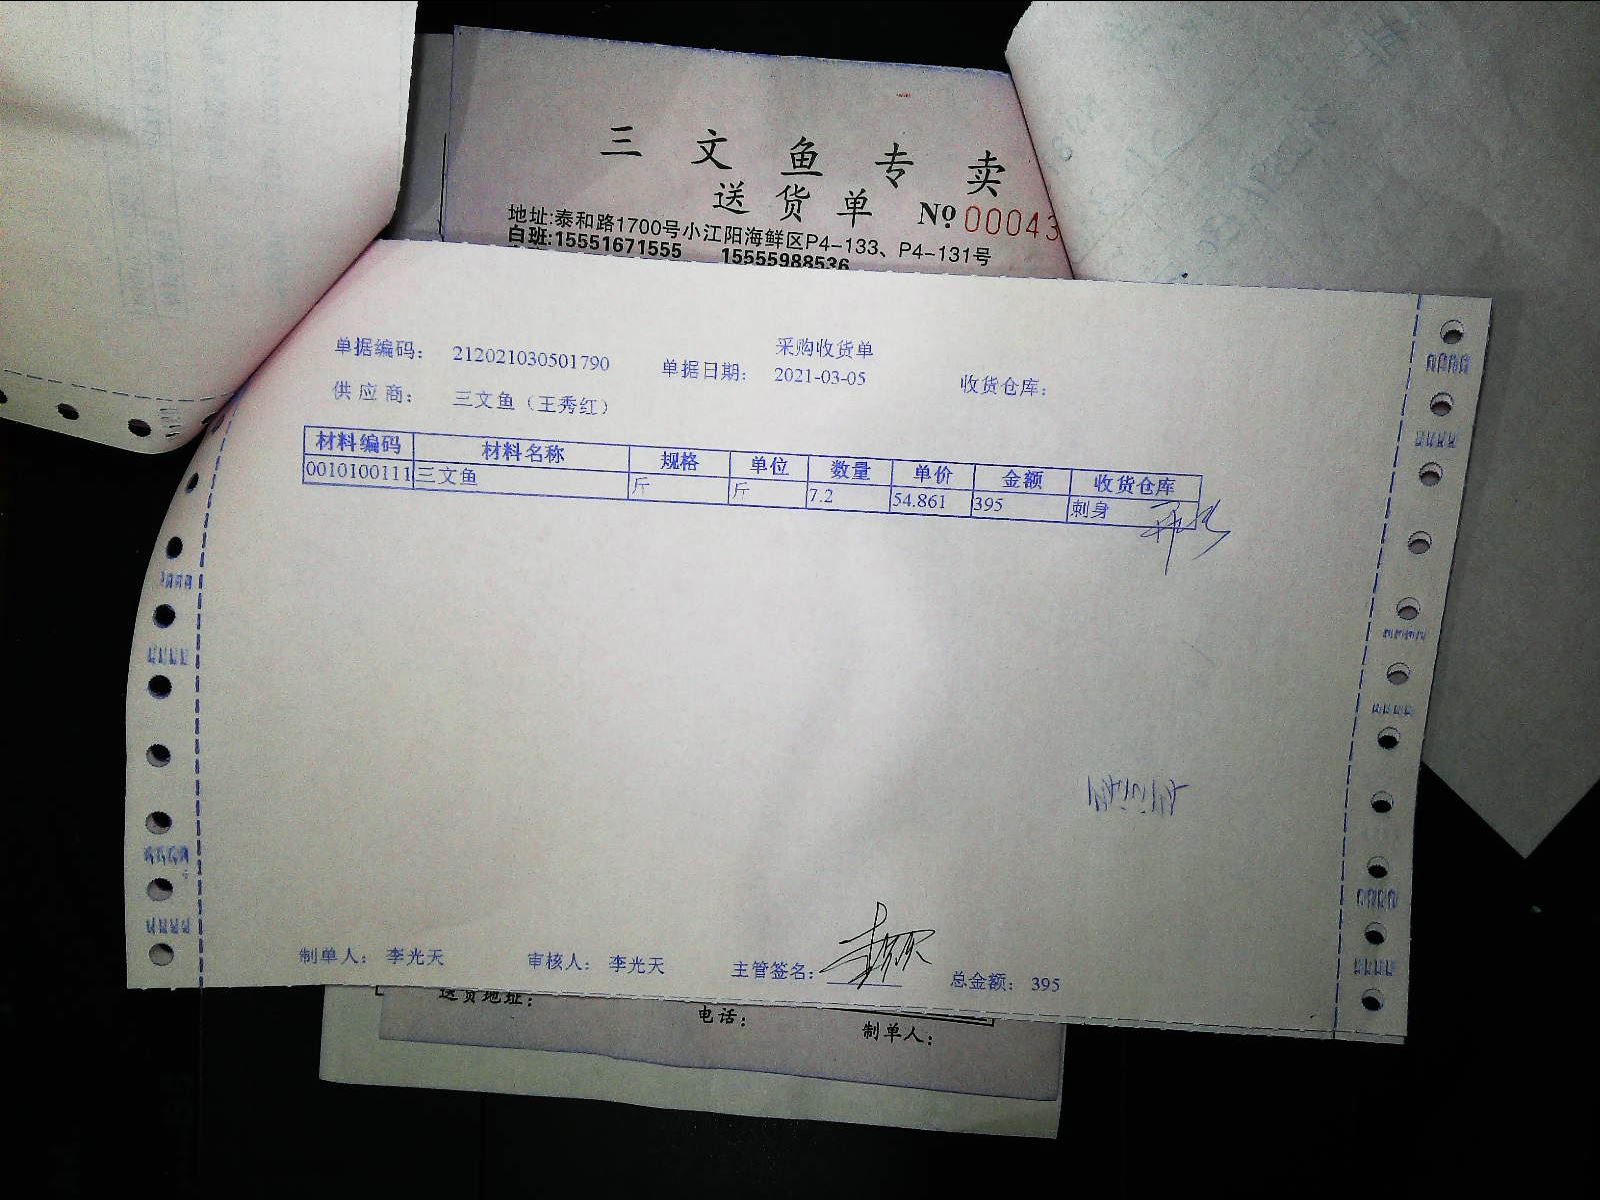 三文鱼专卖
送货单 No 00043
地址:泰和路1700号小江阳海鲜区P4-133、P4-131号
白班:15551671555 15555988536
采购收货单
单据编码: 212021030501790 单据日期: 2021-03-05 收货仓库:
供应商: 三文鱼（王秀红）
材料编码 材料名称 规格 单位 数量 单价 金额 收货仓库
0010100111 三文鱼 斤 斤 7.2 54.861 395 刺身
制单人: 李光天 审核人: 李光天 主管签名: 总金额: 395
送货地址:
电话:
制单人: